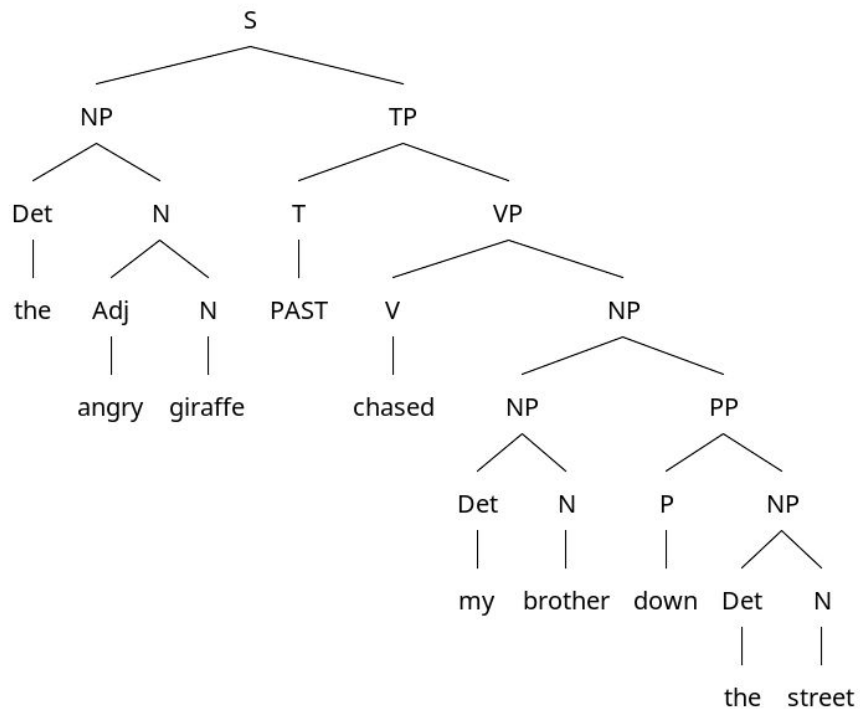 S
NP TP
Det N T VP
the Adj N PAST V NP
angry giraffe chased NP PP
Det N P NP
my brother down Det N
the street